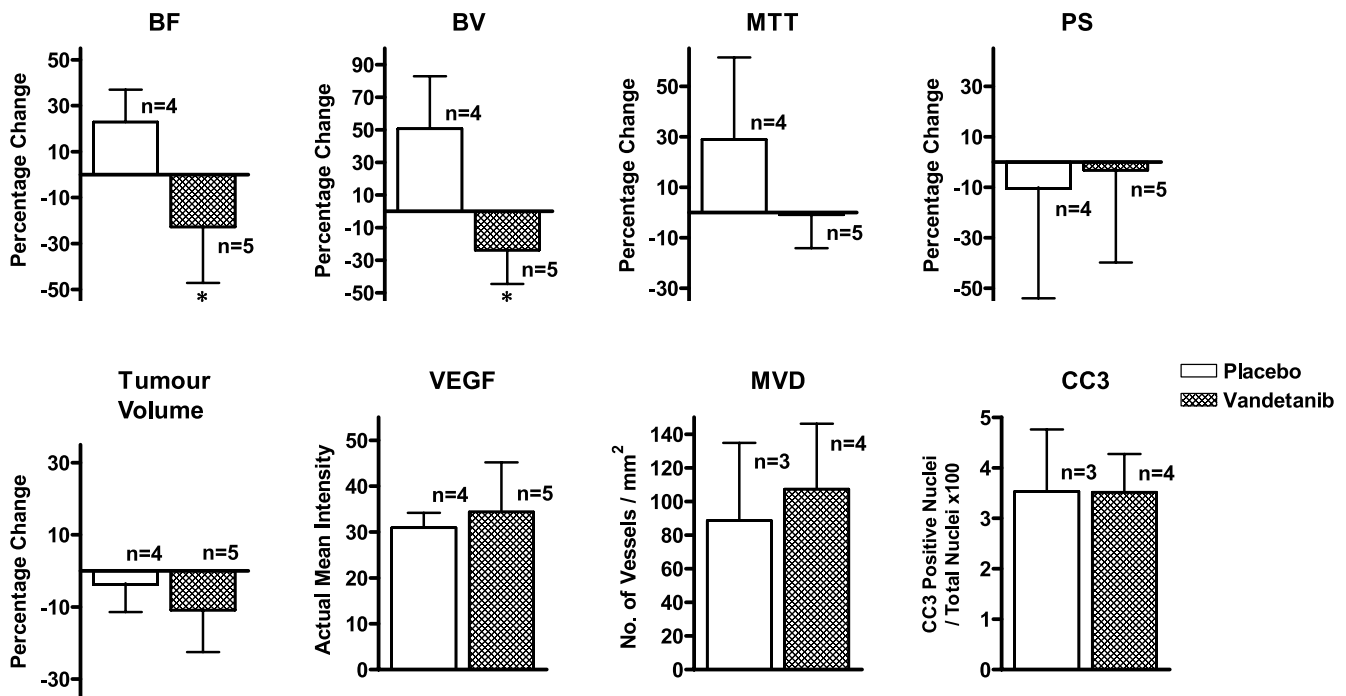 BF
Percentage Change
50
30
10
-10
-30
-50
n=4
n=5
*
BV
Percentage Change
90
70
50
30
10
-10
-30
-50
n=4
n=5
*
MTT
Percentage Change
50
30
10
-10
-30
n=4
n=5
PS
Percentage Change
30
10
-10
-30
-50
n=4
n=5
Tumour
Volume
Percentage Change
30
10
-10
-30
n=4
n=5
VEGF
Actual Mean Intensity
50
40
30
20
10
0
n=4
n=5
MVD
No. of Vessels / mm²
140
120
100
80
60
40
20
0
n=3
n=4
CC3
CC3 Positive Nuclei
/ Total Nuclei x100
5
4
3
2
1
0
n=3
n=4
Placebo
Vandetanib